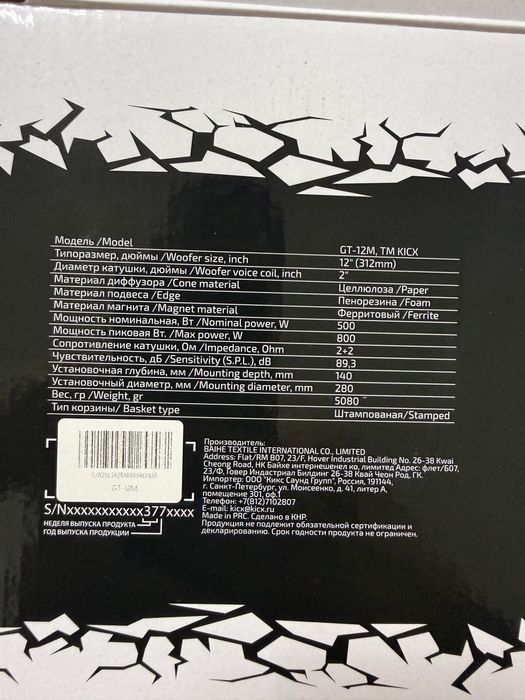 Модель /Model GT-12M, TM KICX
Типоразмер, дюймы /Woofer size, inch 12" (312mm)
Диаметр катушки, дюймы /Woofer voice coil, inch 2"
Материал диффузора /Cone material Целлюлоза /Paper
Материал подвеса /Edge Пенорезина /Foam
Материал магнита /Magnet material Ферритовый /Ferrite
Мощность номинальная, Вт /Nominal power, W 500
Мощность пиковая Вт. /Max power, W 800
Сопротивление катушки, Ом /Impedance, Ohm 2+2
Чувствительность, дБ /Sensitivity (S.P.L.), dB 89,3
Установочная глубина, мм /Mounting depth, mm 140
Установочный диаметр, мм /Mounting diameter, mm 280
Вес, гр /Weight, gr 5080
Тип корзины/ Basket type Штампованая/Stamped
GT-12M
S/Nxxxxxxxxxxxx377xxxx
НЕДЕЛЯ ВЫПУСКА ПРОДУКТА
ГОД ВЫПУСКА ПРОДУКЦИИ
Производитель:
BAIHE TEXTILE INTERNATIONAL CO., LIMITED
Address: Flat/RM B07, 23/F, Hover Industrial Building No. 26-38 Kwai
Cheong Road, НК Байхе интернешенел ко, лимитед Адрес: флет/Б07,
23/Ф, Говер Индастриал Билдинг 26-38 Квай Чеон Род, ГК.
Импортер: ООО "Кикс Саунд Групп", Россия, 191144,
г. Санкт-Петербург, ул. Моисеенко, д. 41, литер А,
помещение 301, оф.1
Телефон: +7(812)7102807
E-mail: kicx@kicx.ru
Made in PRC. Сделано в КНР.
Продукция не подлежит обязательной сертификации и
декларированию. Срок годности продукта не ограничен.